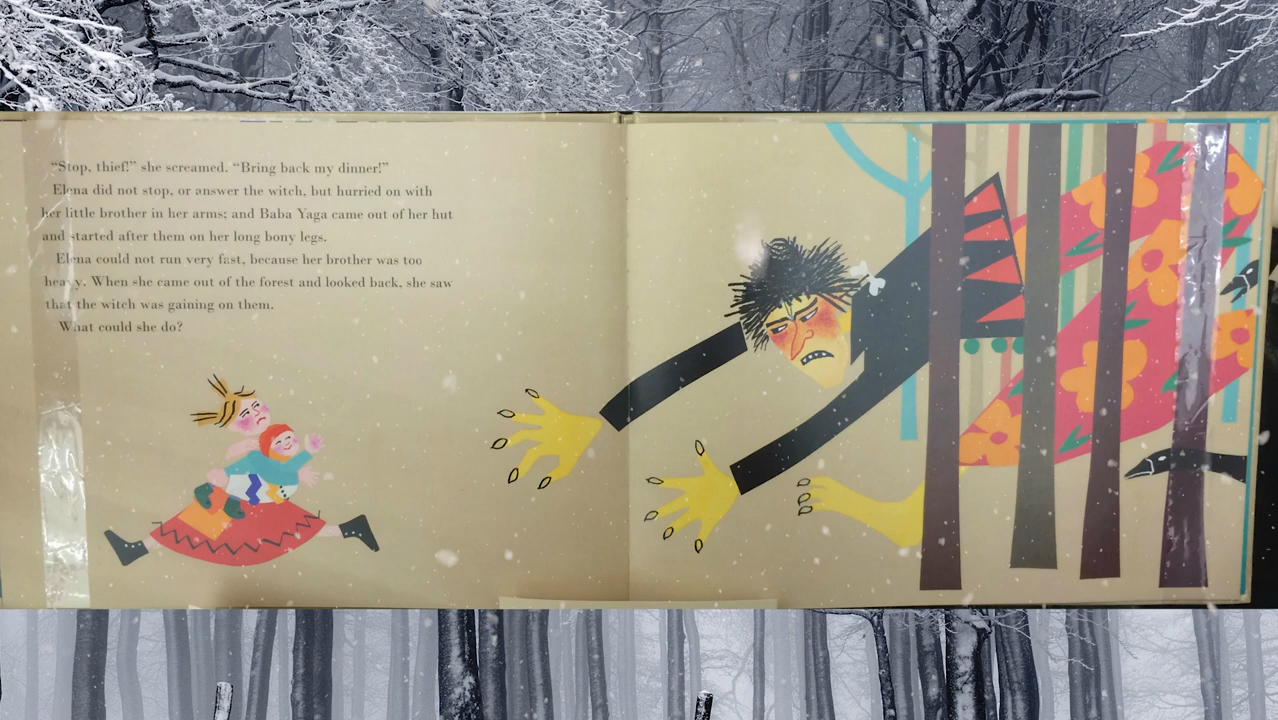 “Stop, thief!” she screamed. “Bring back my dinner!”
Elena did not stop, or answer the witch, but hurried on with
her little brother in her arms; and Baba Yaga came out of her hut
and started after them on her long bony legs.
Elena could not run very fast, because her brother was too
heavy. When she came out of the forest and looked back, she saw
that the witch was gaining on them.
What could she do?